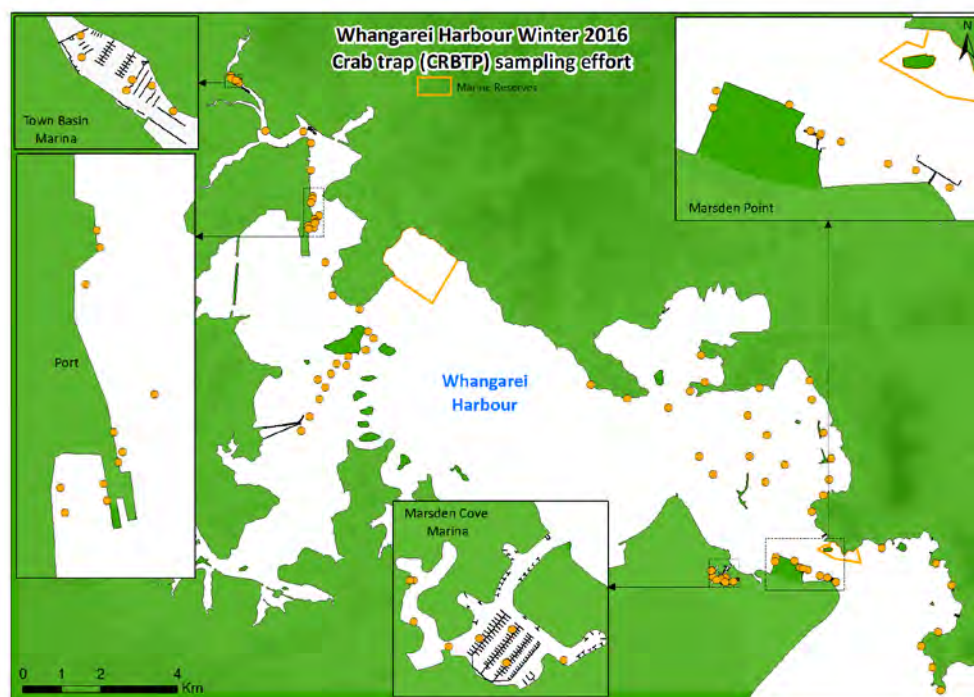 Whangarei Harbour Winter 2016
Crab trap (CRBTP) sampling effort
Marine Reserves
N
Town Basin
Marina
Marsden Point
Port
Whangarei
Harbour
Marsden Cove
Marina
0 1 2 4
Km